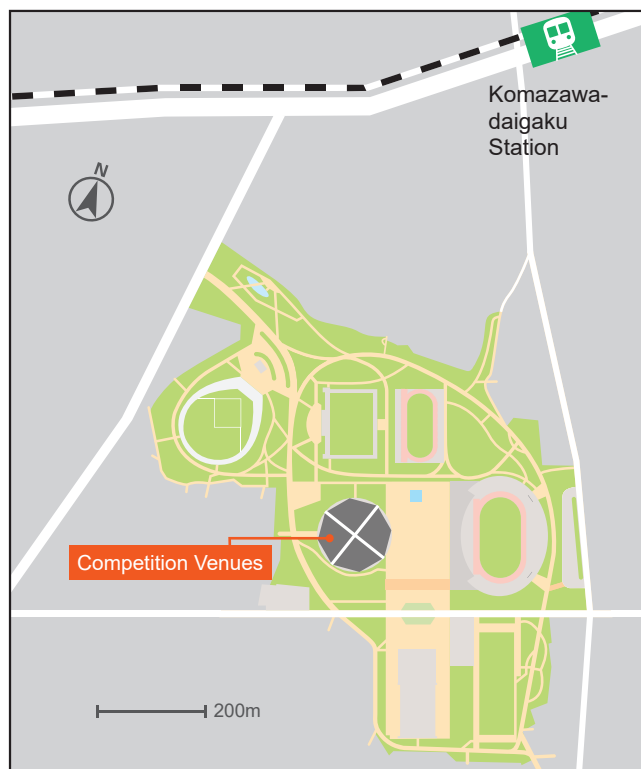 Komazawa-
daigaku
Station
N
Competition Venues
200m